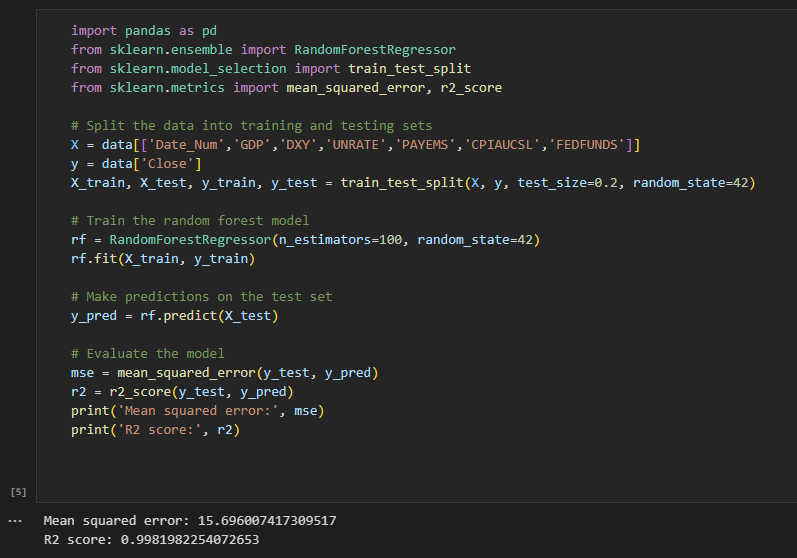 import pandas as pd
from sklearn.ensemble import RandomForestRegressor
from sklearn.model_selection import train_test_split
from sklearn.metrics import mean_squared_error, r2_score
# Split the data into training and testing sets
X = data[['Date_Num','GDP','DXY','UNRATE','PAYEMS','CPIAUCSL','FEDFUNDS']]
y = data['Close']
X_train, X_test, y_train, y_test = train_test_split(X, y, test_size=0.2, random_state=42)
# Train the random forest model
rf = RandomForestRegressor(n_estimators=100, random_state=42)
rf.fit(X_train, y_train)
# Make predictions on the test set
y_pred = rf.predict(X_test)
# Evaluate the model
mse = mean_squared_error(y_test, y_pred)
r2 = r2_score(y_test, y_pred)
print('Mean squared error:', mse)
print('R2 score:', r2)
[5]
... Mean squared error: 15.696007417309517
R2 score: 0.9981982254072653